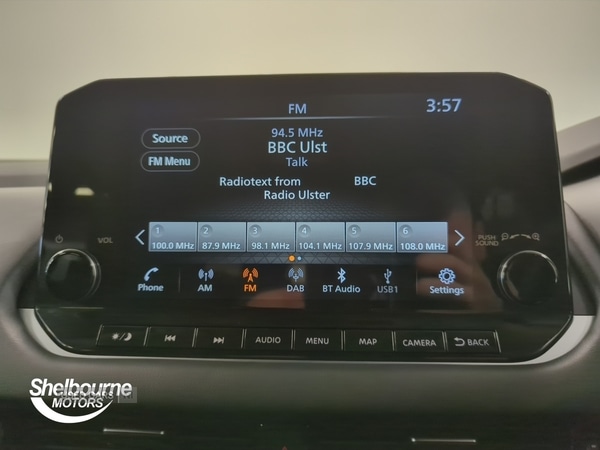 FM
3:57
Source
94.5 MHz
BBC Ulst
FM Menu
Talk
Radiotext from BBC
Radio Ulster
1 2 3 4 5 6
100.0 MHz 87.9 MHz 98.1 MHz 104.1 MHz 107.9 MHz 108.0 MHz
VOL
PUSH
SOUND
Phone AM FM DAB BT Audio USB1 Settings
AUDIO MENU MAP CAMERA BACK
Shelbourne
MOTORS